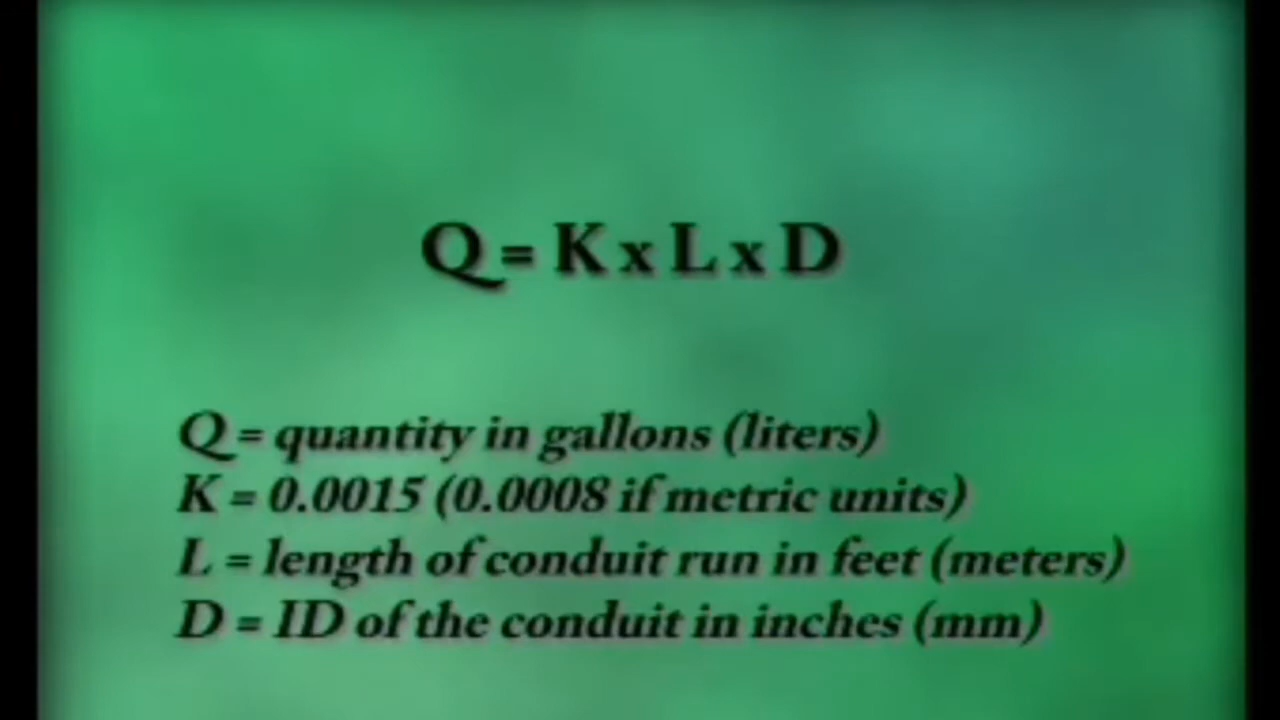 Q = K x L x D
Q = quantity in gallons (liters)
K = 0.0015 (0.0008 if metric units)
L = length of conduit run in feet (meters)
D = ID of the conduit in inches (mm)